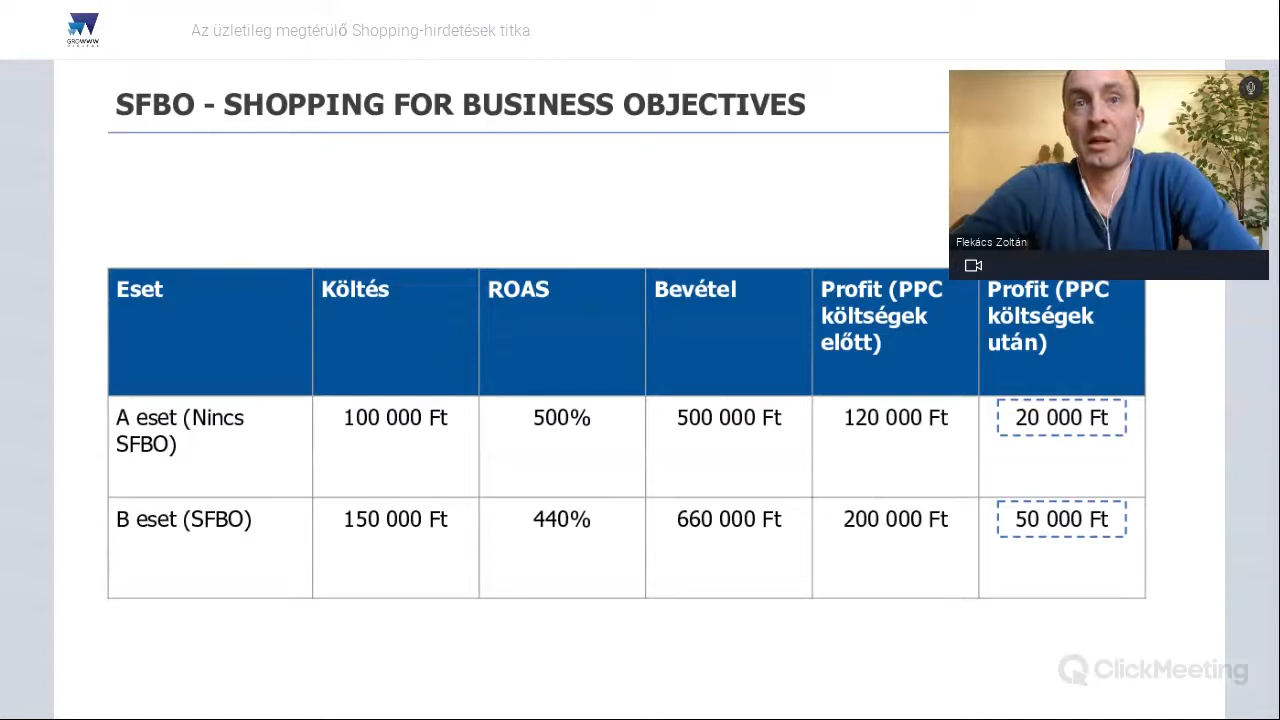 GROWWW
DIGITAL
Az üzletileg megtérülő Shopping-hirdetések titka
SFBO - SHOPPING FOR BUSINESS OBJECTIVES
Flekács Zoltán
Eset
Költés
ROAS
Bevétel
Profit (PPC
költségek
előtt)
Profit (PPC
költségek
után)
A eset (Nincs
SFBO)
100 000 Ft
500%
500 000 Ft
120 000 Ft
20 000 Ft
B eset (SFBO)
150 000 Ft
440%
660 000 Ft
200 000 Ft
50 000 Ft
ClickMeeting